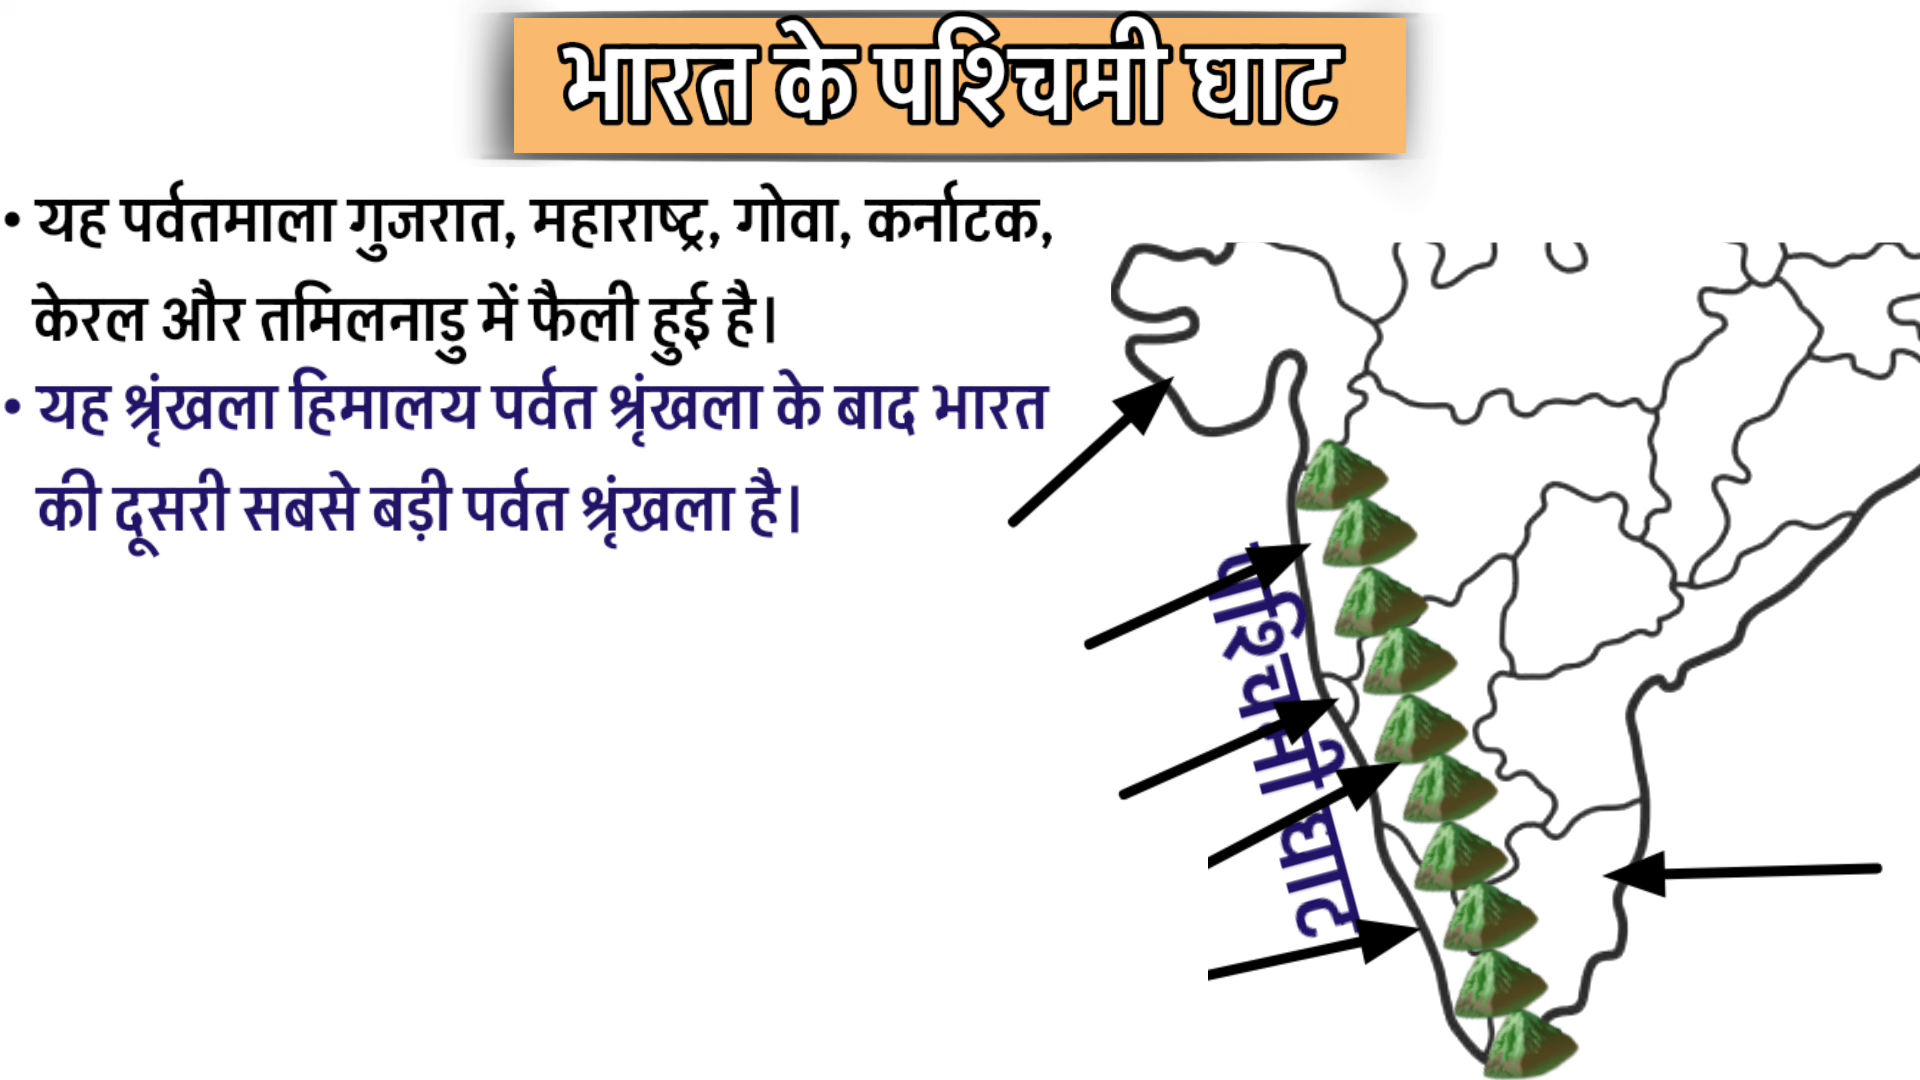 भारत के पश्चिमी घाट
• यह पर्वतमाला गुजरात, महाराष्ट्र, गोवा, कर्नाटक,
केरल और तमिलनाडु में फैली हुई है।
• यह श्रृंखला हिमालय पर्वत श्रृंखला के बाद भारत
की दूसरी सबसे बड़ी पर्वत श्रृंखला है।
पश्चिमी घाट